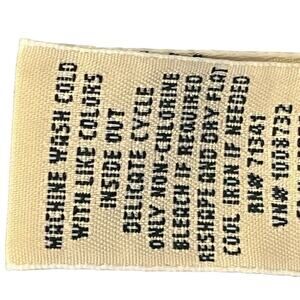 MACHINE WASH COLD
WITH LIKE COLORS
INSIDE OUT
DELICATE CYCLE
ONLY NON-CHLORINE
BLEACH IF REQUIRED
RESHAPE AND DRY FLAT
COOL IRON IF NEEDED
RN# 71341
VN# 1008732